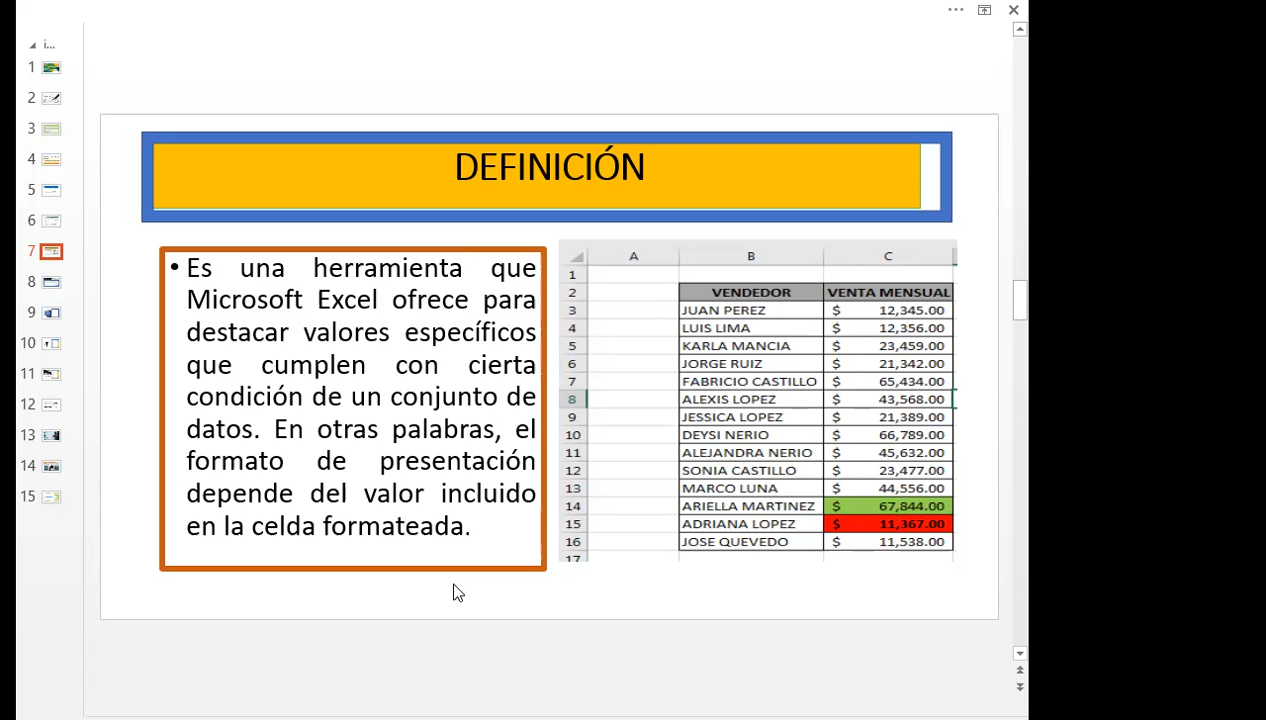 i...
1
2
3
4
5
6
7
8
9
10
11
12
13
14
15
DEFINICIÓN
• Es una herramienta que
Microsoft Excel ofrece para
destacar valores específicos
que cumplen con cierta
condición de un conjunto de
datos. En otras palabras, el
formato de presentación
depende del valor incluido
en la celda formateada.
A B C
1
2 VENDEDOR VENTA MENSUAL
3 JUAN PEREZ $ 12,345.00
4 LUIS LIMA $ 12,356.00
5 KARLA MANCIA $ 23,459.00
6 JORGE RUIZ $ 21,342.00
7 FABRICIO CASTILLO $ 65,434.00
8 ALEXIS LOPEZ $ 43,568.00
9 JESSICA LOPEZ $ 21,389.00
10 DEYSI NERIO $ 66,789.00
11 ALEJANDRA NERIO $ 45,632.00
12 SONIA CASTILLO $ 23,477.00
13 MARCO LUNA $ 44,556.00
14 ARIELLA MARTINEZ $ 67,844.00
15 ADRIANA LOPEZ $ 11,367.00
16 JOSE QUEVEDO $ 11,538.00
17